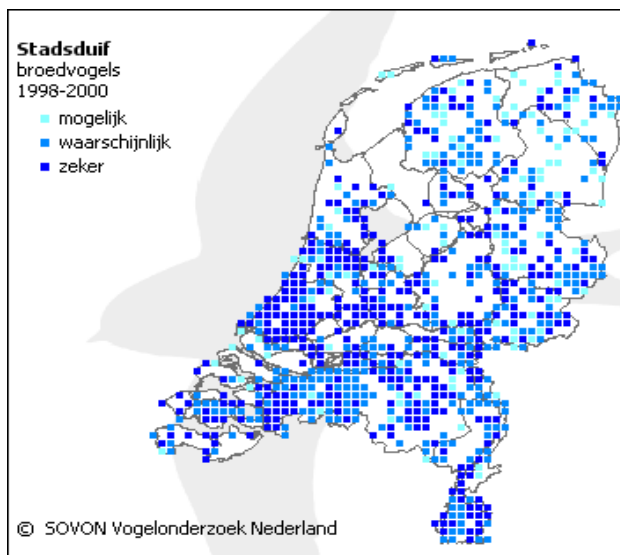 Stadsduif
broedvogels
1998-2000
mogelijk
waarschijnlijk
zeker
© SOVON Vogelonderzoek Nederland